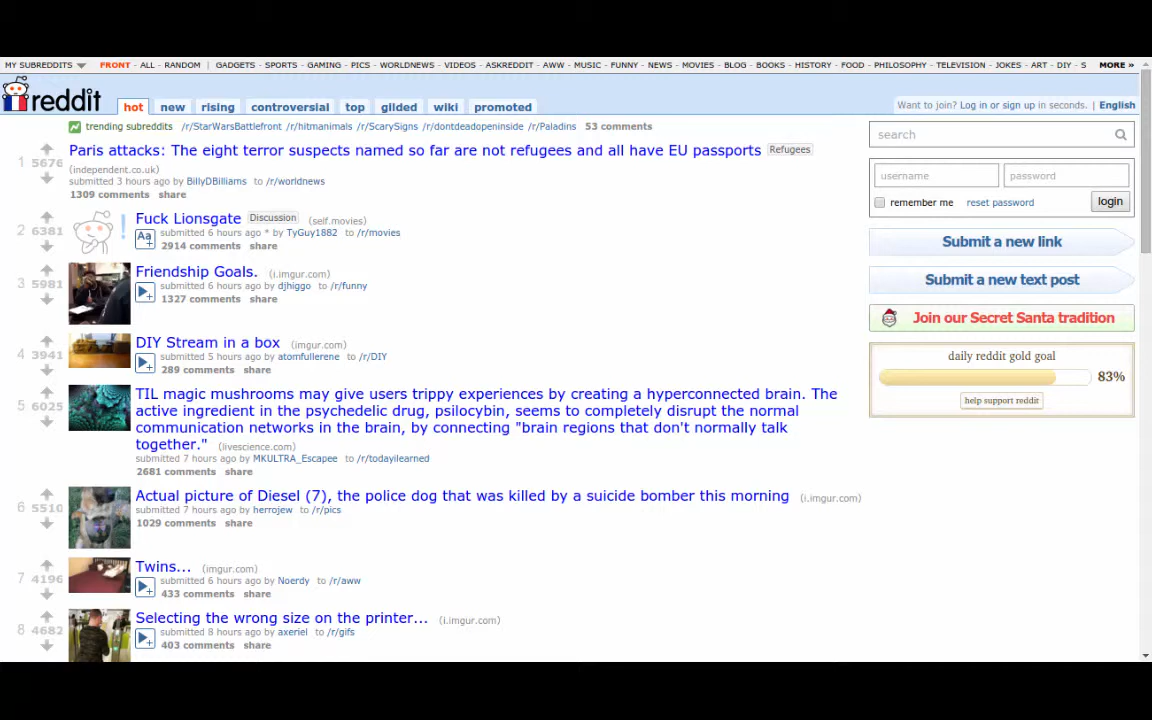 MY SUBREDDITS FRONT - ALL - RANDOM | GADGETS - SPORTS - GAMING - PICS - WORLDNEWS - VIDEOS - ASKREDDIT - AWW - MUSIC - FUNNY - NEWS - MOVIES - BLOG - BOOKS - HISTORY - FOOD - PHILOSOPHY - TELEVISION - JOKES - ART - DIY - S MORE »
reddit hot new rising controversial top gilded wiki promoted
Want to join? Log in or sign up in seconds. | English
trending subreddits /r/StarWarsBattlefront /r/hitmanimals /r/ScarySigns /r/dontdeadopeninside /r/Paladins 53 comments
1 5676 Paris attacks: The eight terror suspects named so far are not refugees and all have EU passports Refugees
(independent.co.uk)
submitted 3 hours ago by BillyDBilliams to /r/worldnews
1309 comments share
2 6381 Fuck Lionsgate Discussion (self.movies)
Aa+ submitted 6 hours ago * by TyGuy1882 to /r/movies
2914 comments share
3 5981 Friendship Goals. (i.imgur.com)
submitted 6 hours ago by djhiggo to /r/funny
1327 comments share
4 3941 DIY Stream in a box (imgur.com)
submitted 5 hours ago by atomfullerene to /r/DIY
289 comments share
5 6025 TIL magic mushrooms may give users trippy experiences by creating a hyperconnected brain. The
active ingredient in the psychedelic drug, psilocybin, seems to completely disrupt the normal
communication networks in the brain, by connecting "brain regions that don't normally talk
together." (livescience.com)
submitted 7 hours ago by MKULTRA_Escapee to /r/todayilearned
2681 comments share
6 5510 Actual picture of Diesel (7), the police dog that was killed by a suicide bomber this morning (i.imgur.com)
submitted 7 hours ago by herrojew to /r/pics
1029 comments share
7 4196 Twins... (imgur.com)
submitted 6 hours ago by Noerdy to /r/aww
433 comments share
8 4682 Selecting the wrong size on the printer... (i.imgur.com)
submitted 8 hours ago by axeriel to /r/gifs
403 comments share
search
username password
remember me reset password login
Submit a new link
Submit a new text post
Join our Secret Santa tradition
daily reddit gold goal
83%
help support reddit